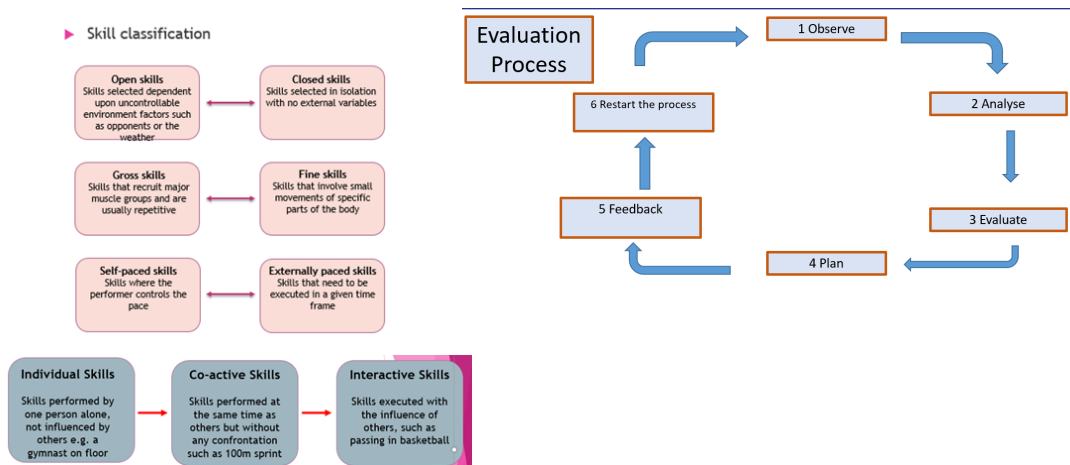 Skill classification
Open skills
Skills selected dependent
upon uncontrollable
environment factors such
as opponents or the
weather
Closed skills
Skills selected in isolation
with no external variables
Gross skills
Skills that recruit major
muscle groups and are
usually repetitive
Fine skills
Skills that involve small
movements of specific
parts of the body
Self-paced skills
Skills where the
performer controls the
pace
Externally paced skills
Skills that need to be
executed in a given time
frame
Individual Skills
Skills performed by
one person alone,
not influenced by
others e.g. a
gymnast on floor
Co-active Skills
Skills performed at
the same time as
others but without
any confrontation
such as 100m sprint
Interactive Skills
Skills executed with
the influence of
others, such as
passing in basketball
Evaluation
Process
1 Observe
2 Analyse
3 Evaluate
4 Plan
5 Feedback
6 Restart the process